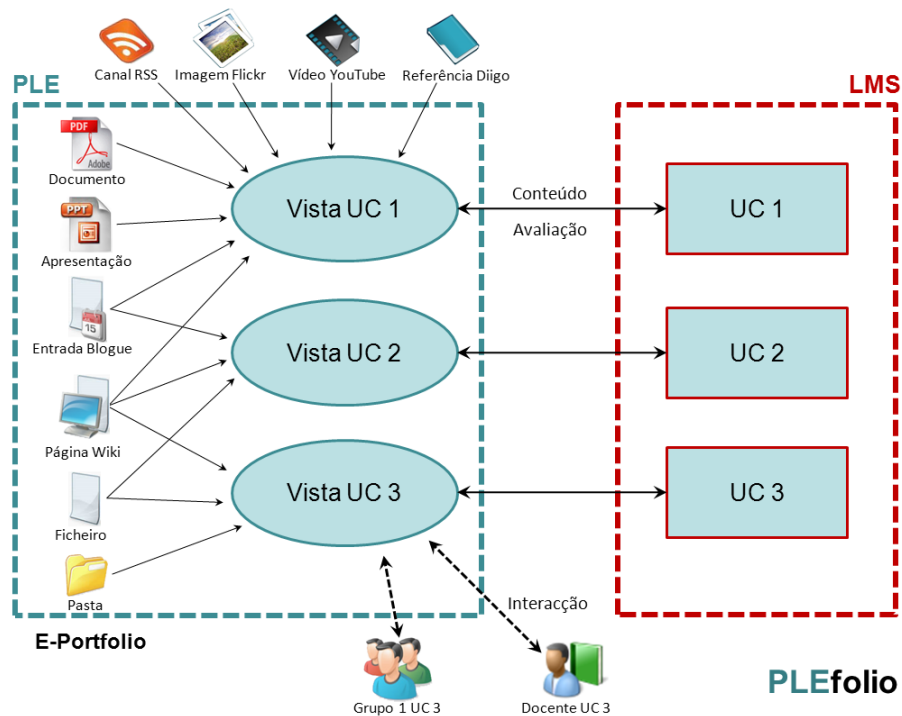 Canal RSS
Imagem Flickr
Vídeo YouTube
Referência Diigo
PLE
LMS
PDF
Adobe
Documento
PPT
Apresentação
15
Entrada Blogue
Página Wiki
Ficheiro
Pasta
Vista UC 1
Conteúdo
Avaliação
UC 1
Vista UC 2
UC 2
Vista UC 3
UC 3
Interacção
E-Portfolio
Grupo 1 UC 3
Docente UC 3
PLEfolio